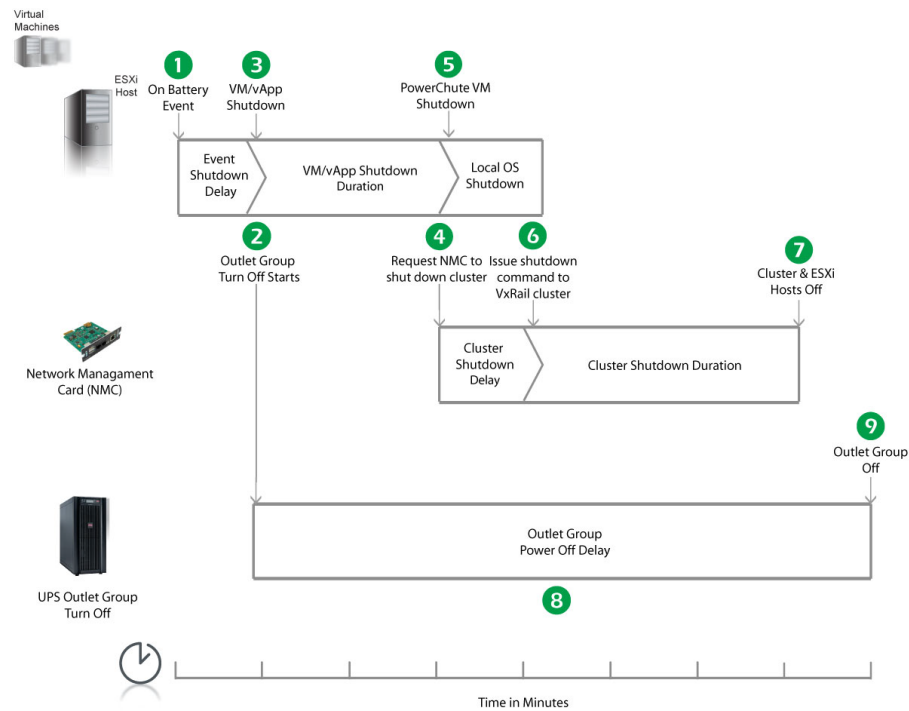 Virtual
Machines
ESXi
Host
1
On Battery
Event
3
VM/vApp
Shutdown
5
PowerChute VM
Shutdown
Event
Shutdown
Delay
VM/vApp Shutdown
Duration
Local OS
Shutdown
2
Outlet Group
Turn Off Starts
4
Request NMC to
shut down cluster
6
Issue shutdown
command to
VxRail cluster
7
Cluster & ESXi
Hosts Off
Network Managament
Card (NMC)
Cluster
Shutdown
Delay
Cluster Shutdown Duration
9
Outlet Group
Off
UPS Outlet Group
Turn Off
Outlet Group
Power Off Delay
8
Time in Minutes